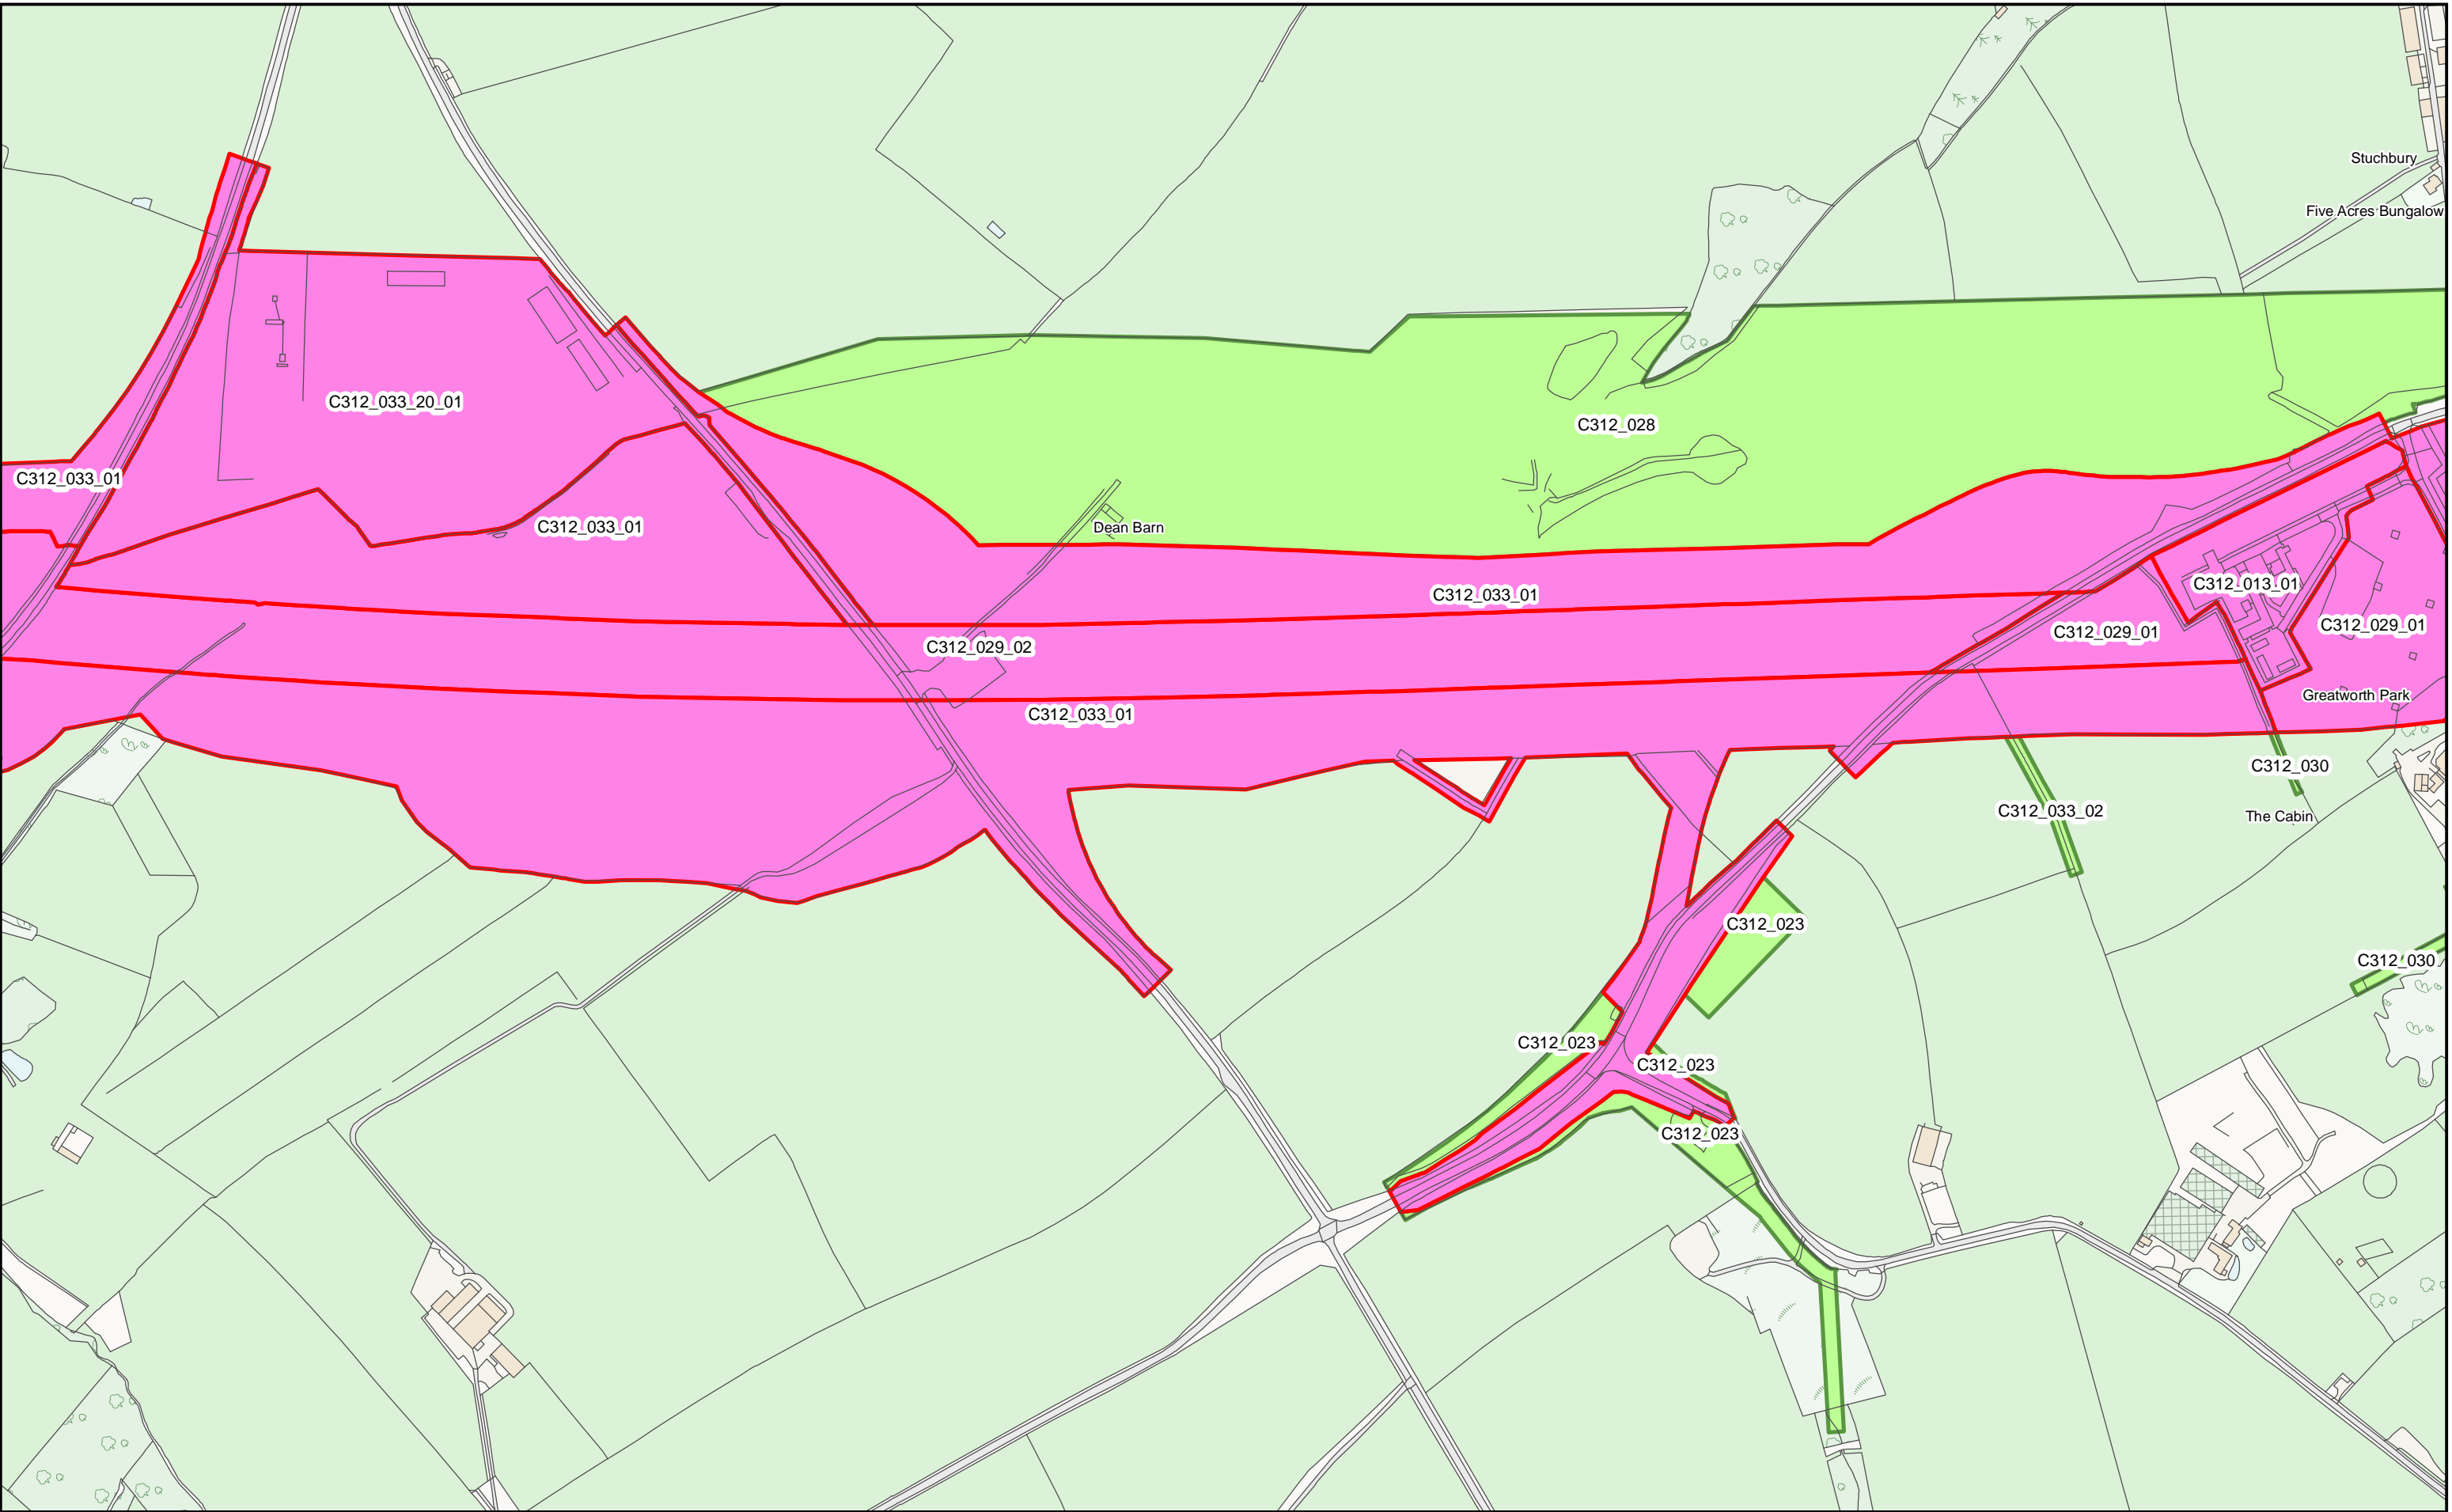 Stuchbury
Five Acres Bungalow
C312_033_20_01
C312_028
C312_033_01
C312_033_01
Dean Barn
C312_013_01
C312_033_01
C312_029_01
C312_029_01
C312_029_02
Greatworth Park
C312_033_01
C312_030
C312_033_02
The Cabin
C312_023
C312_030
C312_023
C312_023
C312_023